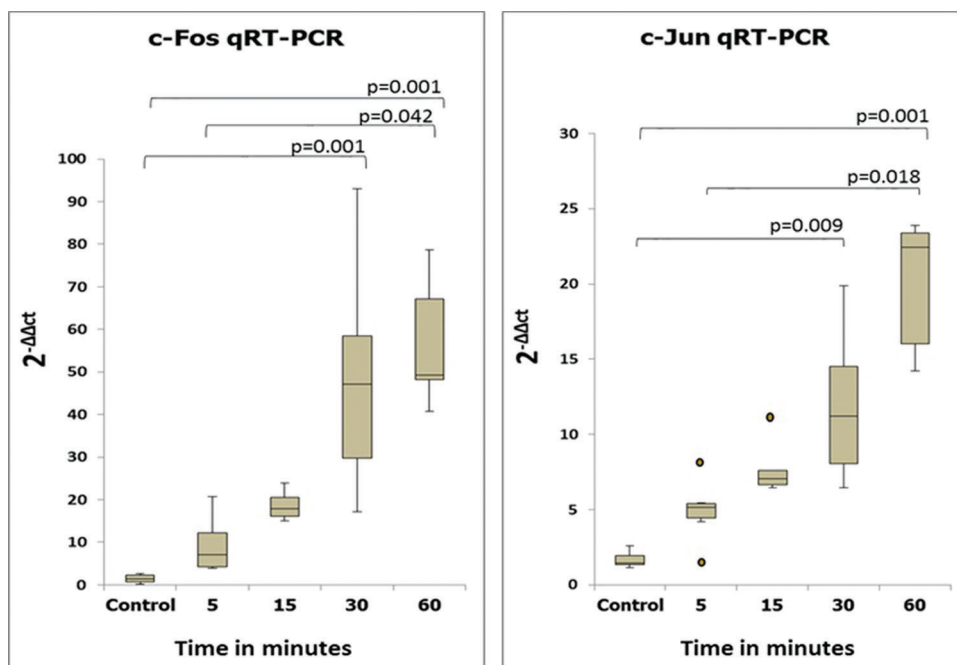 c-Fos qRT-PCR
p=0.001
p=0.042
p=0.001
100
90
80
70
60
50
40
30
20
10
0
2-ΔΔct
Control 5 15 30 60
Time in minutes
c-Jun qRT-PCR
p=0.001
p=0.018
p=0.009
30
25
20
15
10
5
0
2-ΔΔct
Control 5 15 30 60
Time in minutes